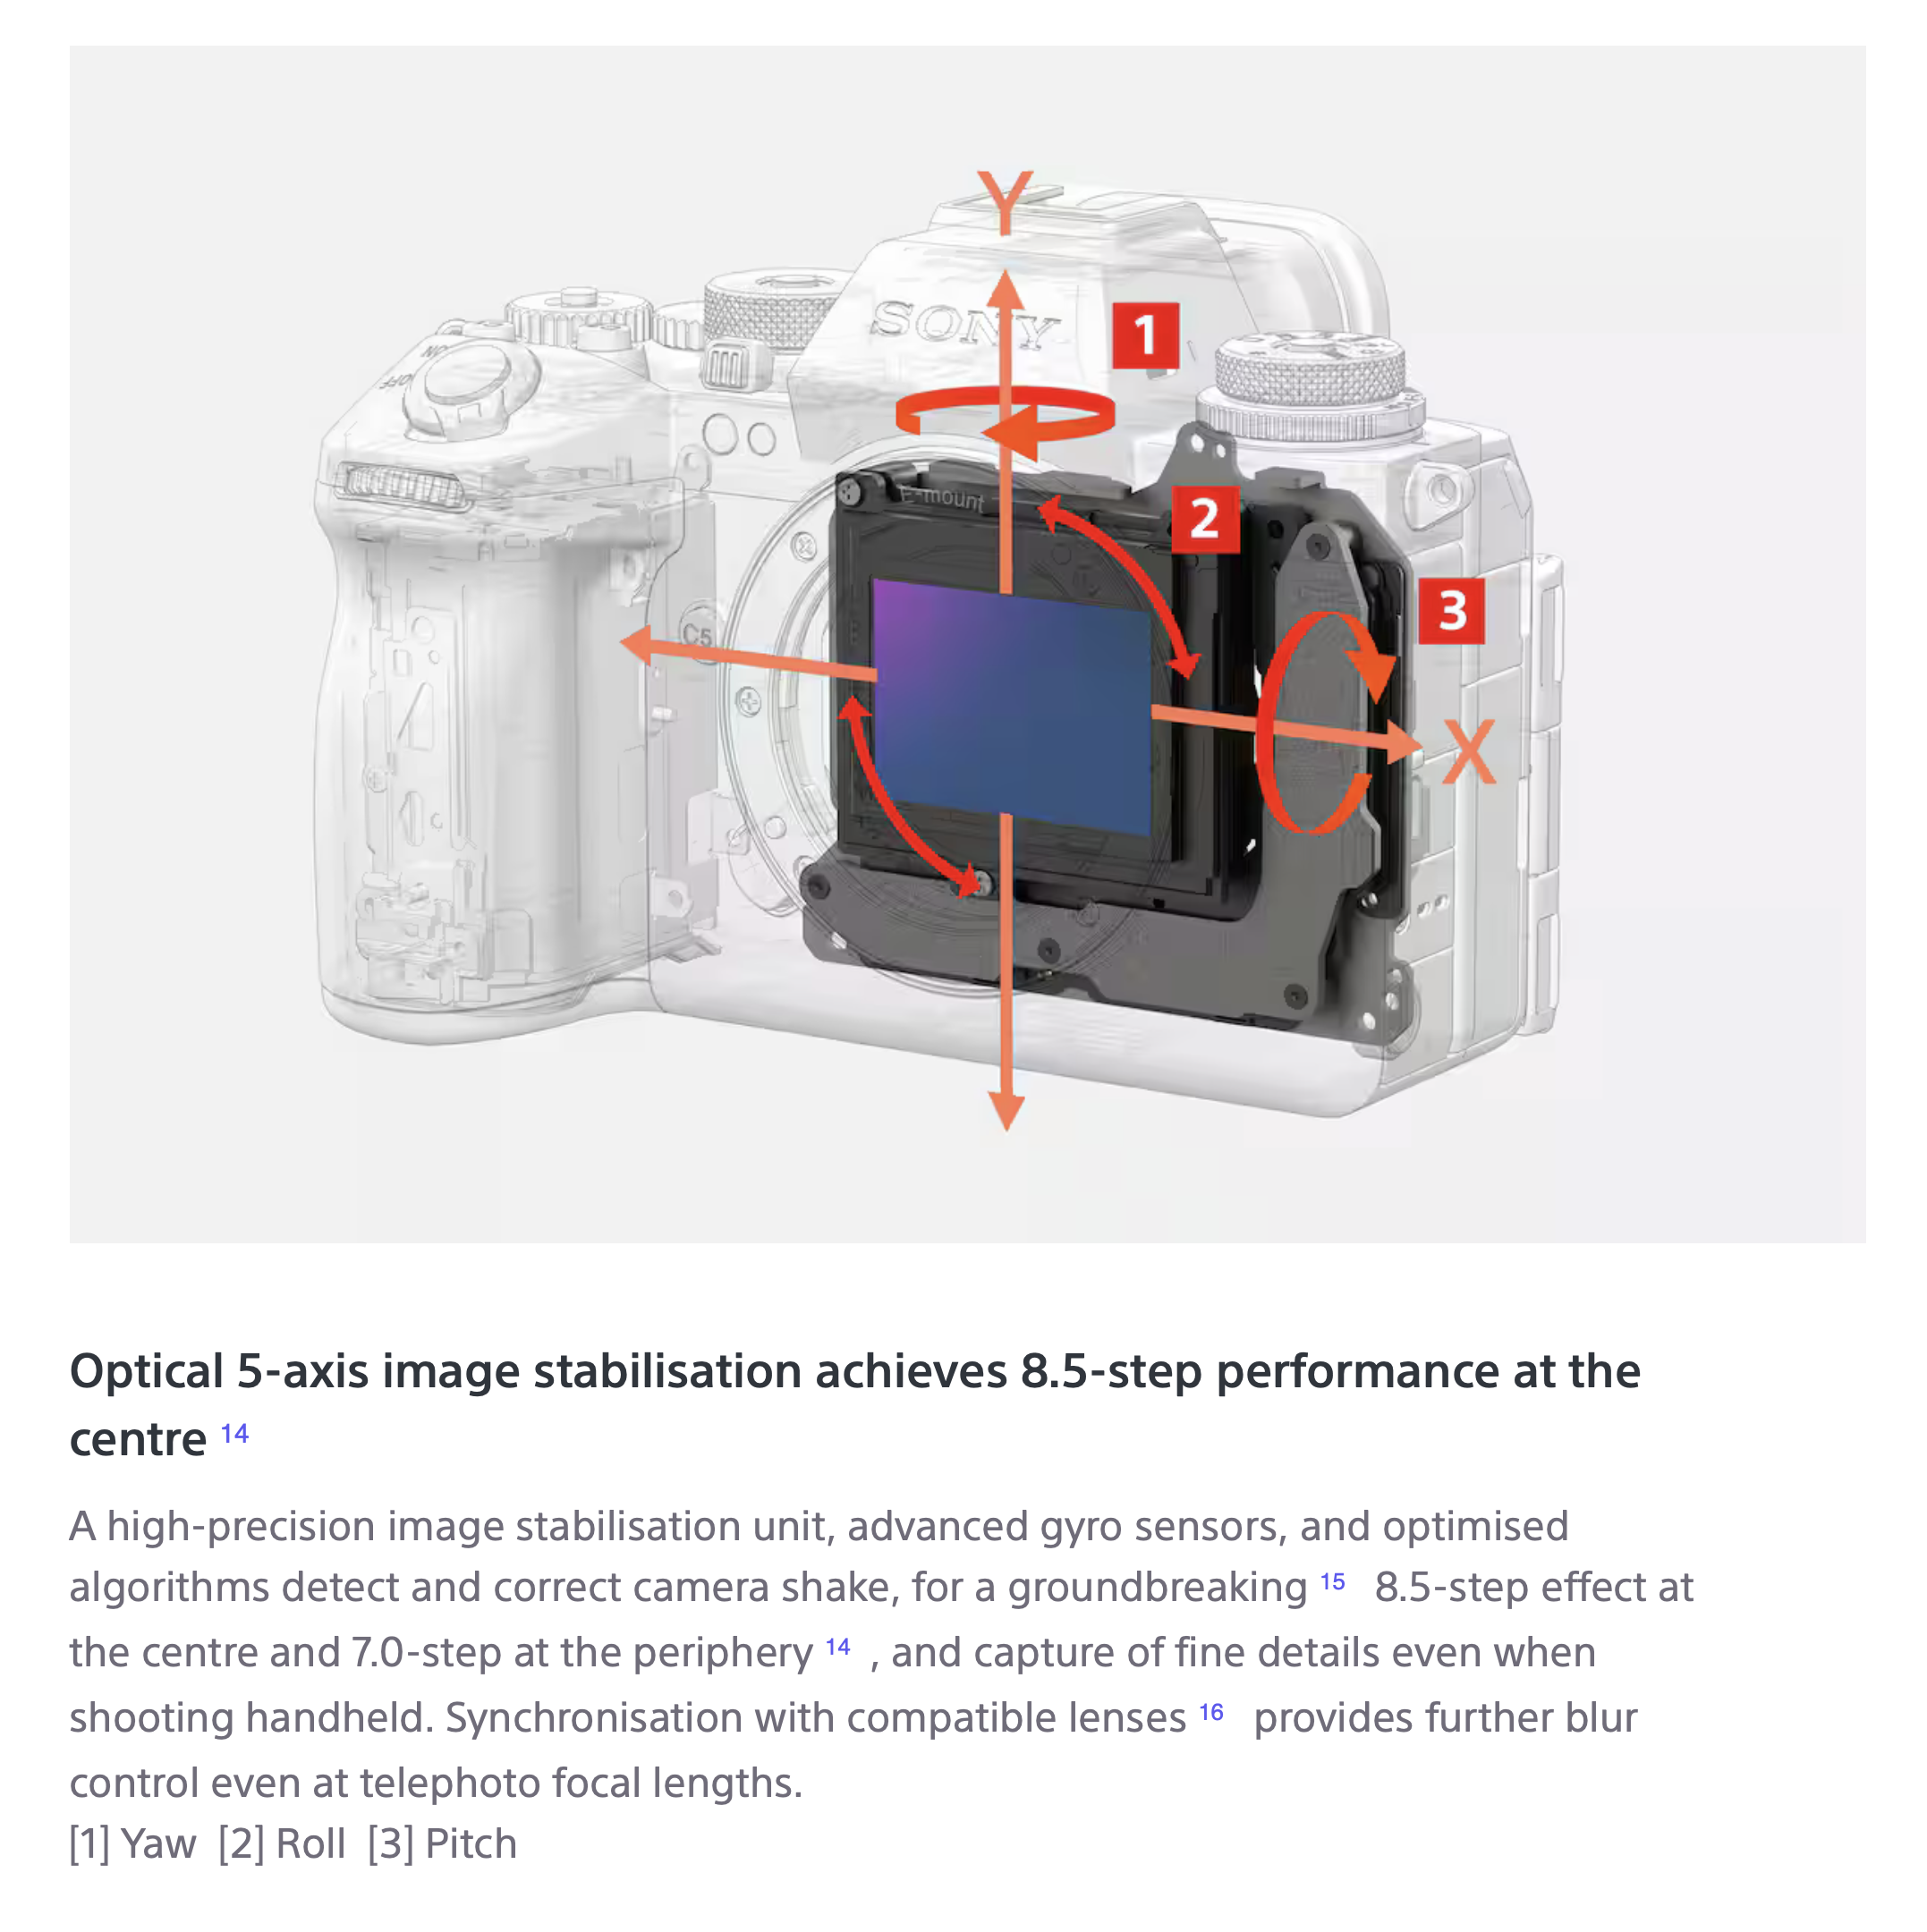 Y
SONY
1
ON
OFF
E-mount
2
3
C5
X
Optical 5-axis image stabilisation achieves 8.5-step performance at the
centre 14
A high-precision image stabilisation unit, advanced gyro sensors, and optimised
algorithms detect and correct camera shake, for a groundbreaking 15 8.5-step effect at
the centre and 7.0-step at the periphery 14 , and capture of fine details even when
shooting handheld. Synchronisation with compatible lenses 16 provides further blur
control even at telephoto focal lengths.
[1] Yaw [2] Roll [3] Pitch